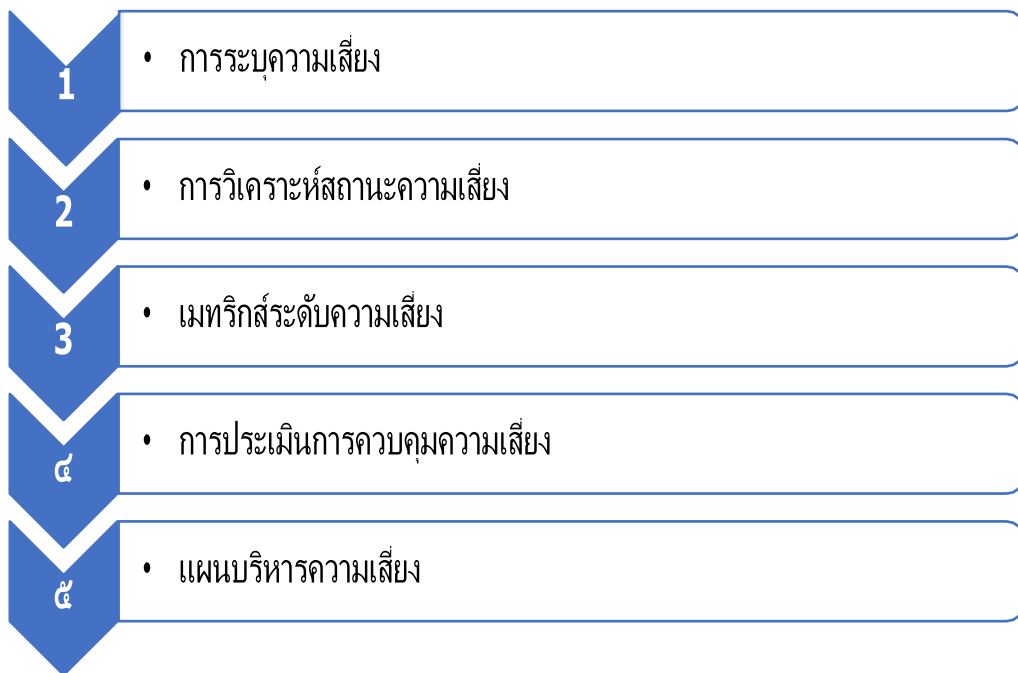 1
• การระบุความเสี่ยง
2
• การวิเคราะห์สถานะความเสี่ยง
3
• เมทริกส์ระดับความเสี่ยง
๔
• การประเมินการควบคุมความเสี่ยง
๕
• แผนบริหารความเสี่ยง